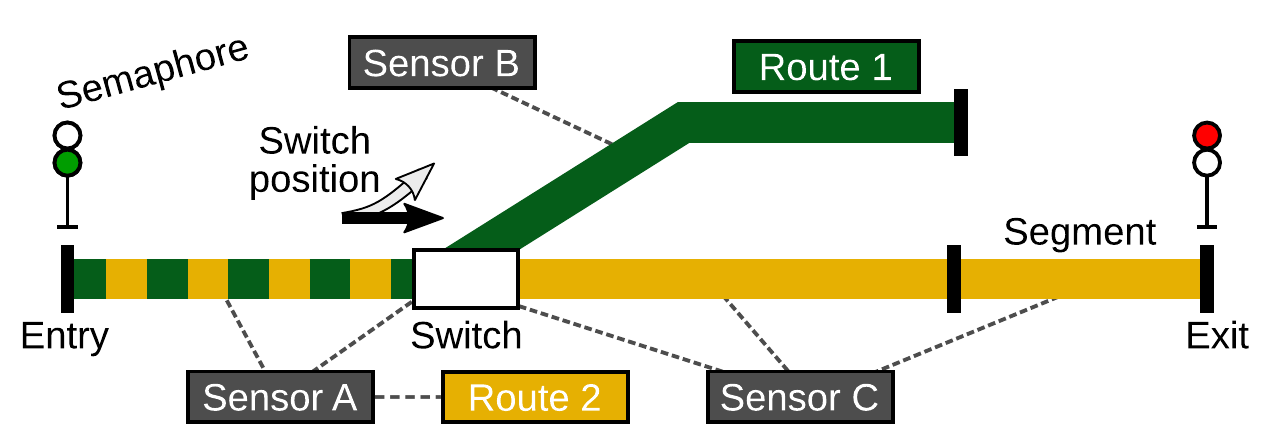 Semaphore
Sensor B
Route 1
Switch
position
Segment
Entry
Switch
Exit
Sensor A
Route 2
Sensor C